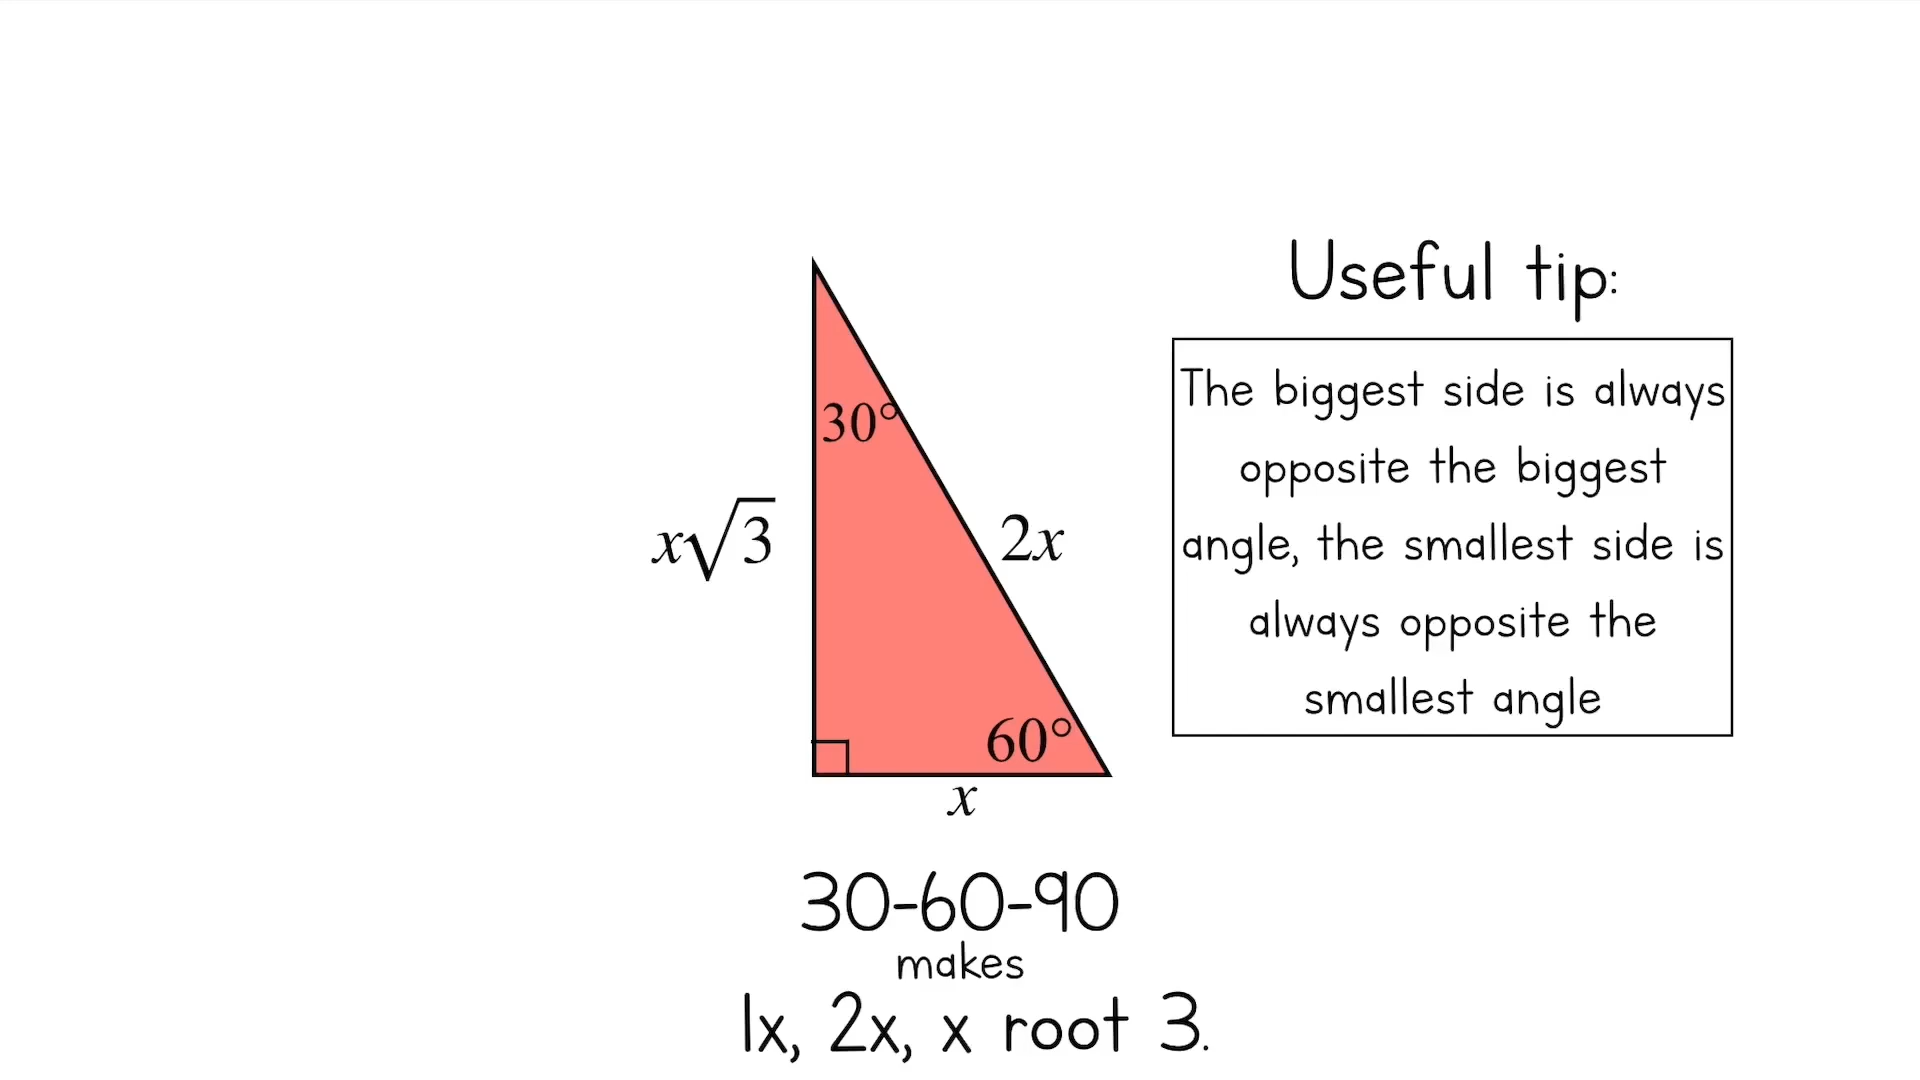 Useful tip:
The biggest side is always
opposite the biggest
angle, the smallest side is
always opposite the
smallest angle
30°
x√3
2x
60°
x
30-60-90
makes
1x, 2x, x root 3.